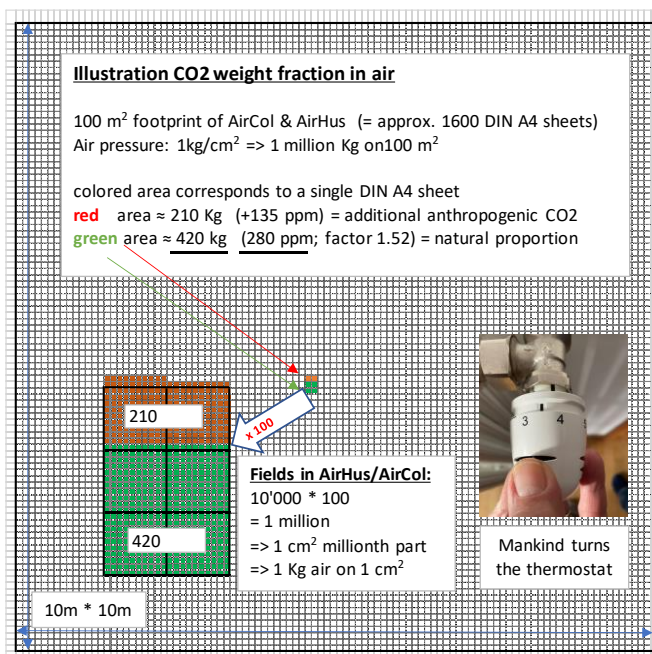 Illustration CO2 weight fraction in air
100 m² footprint of AirCol & AirHus (= approx. 1600 DIN A4 sheets)
Air pressure: 1kg/cm² => 1 million Kg on100 m²
colored area corresponds to a single DIN A4 sheet
red area ≈ 210 Kg (+135 ppm) = additional anthropogenic CO2
green area ≈ 420 kg (280 ppm; factor 1.52) = natural proportion
210
x 100
3 4
420
Fields in AirHus/AirCol:
10'000 * 100
= 1 million
=> 1 cm² millionth part
=> 1 Kg air on 1 cm²
Mankind turns
the thermostat
10m * 10m